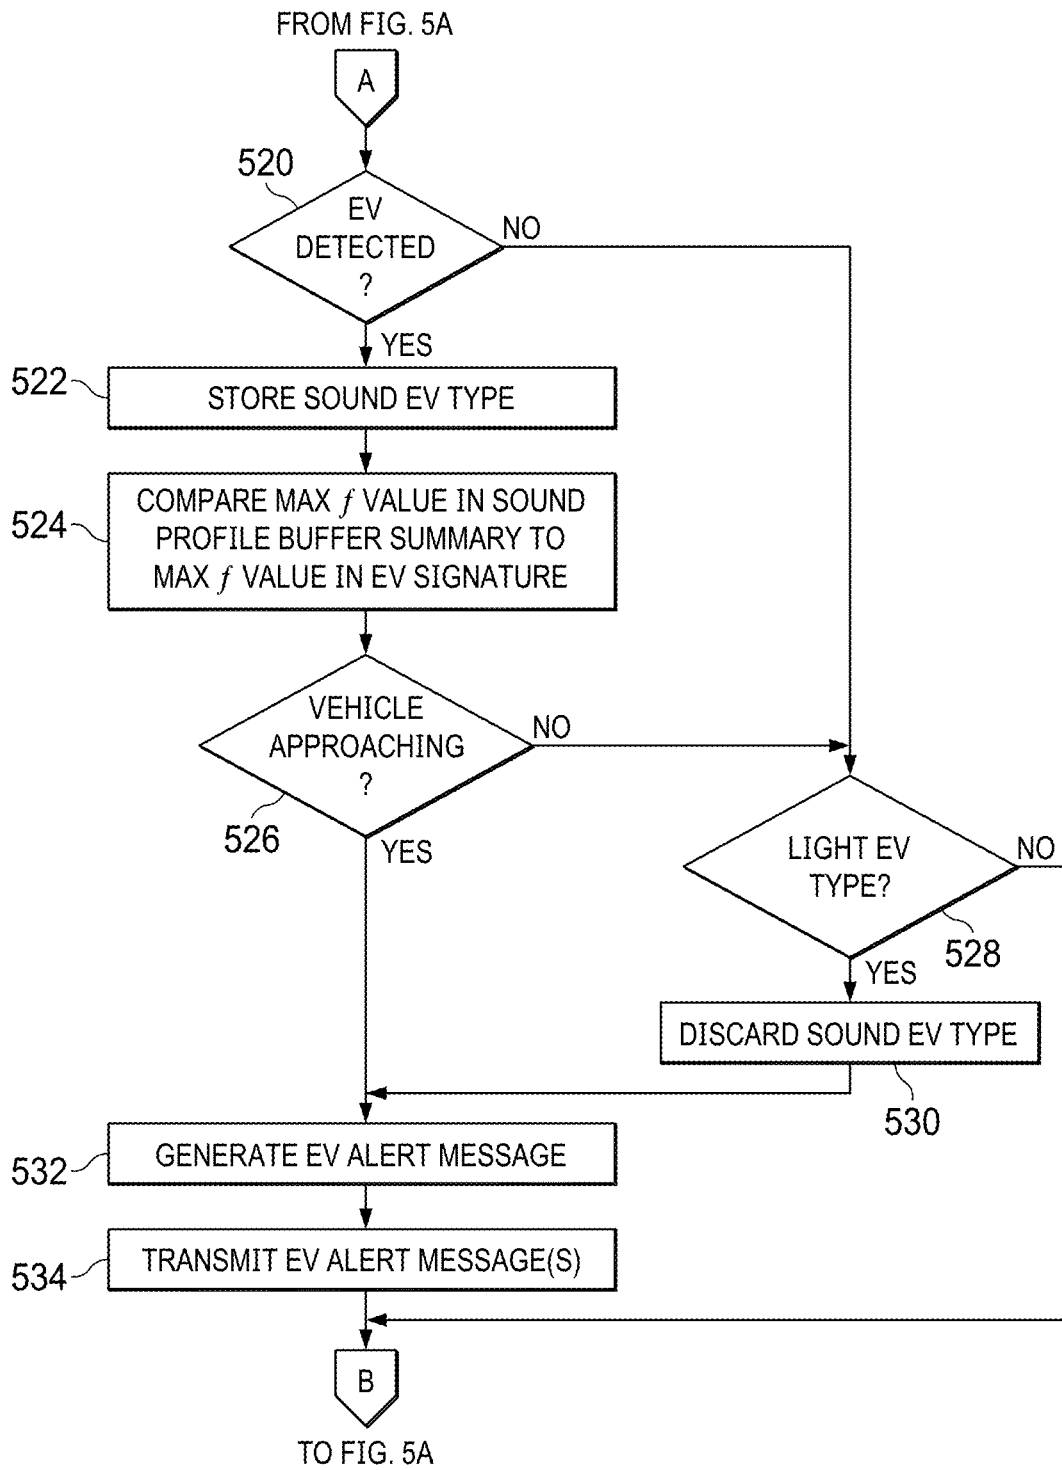 FROM FIG. 5A
A
520
EV
DETECTED
?
NO
YES
522
STORE SOUND EV TYPE
524
COMPARE MAX f VALUE IN SOUND
PROFILE BUFFER SUMMARY TO
MAX f VALUE IN EV SIGNATURE
VEHICLE
APPROACHING
?
NO
526
YES
LIGHT EV
TYPE?
NO
528
YES
DISCARD SOUND EV TYPE
530
532
GENERATE EV ALERT MESSAGE
534
TRANSMIT EV ALERT MESSAGE(S)
B
TO FIG. 5A